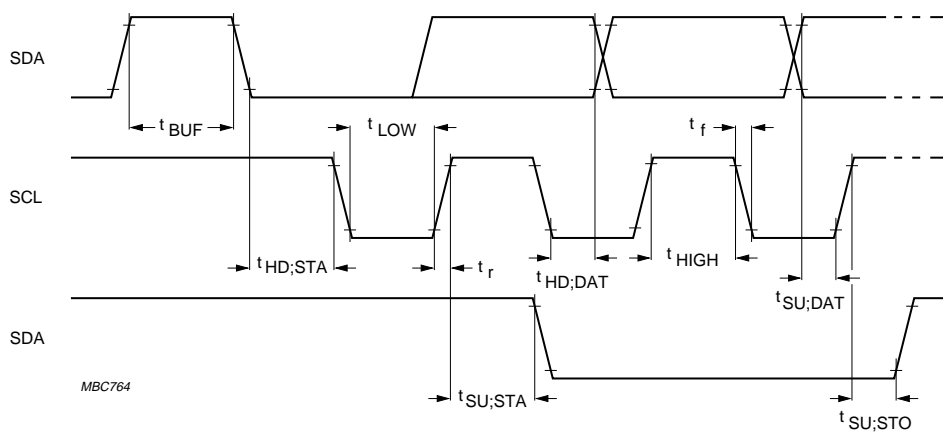 SDA
t BUF
t LOW
t f
SCL
t HD;STA
t r
t HD;DAT
t HIGH
t SU;DAT
SDA
MBC764
t SU;STA
t SU;STO